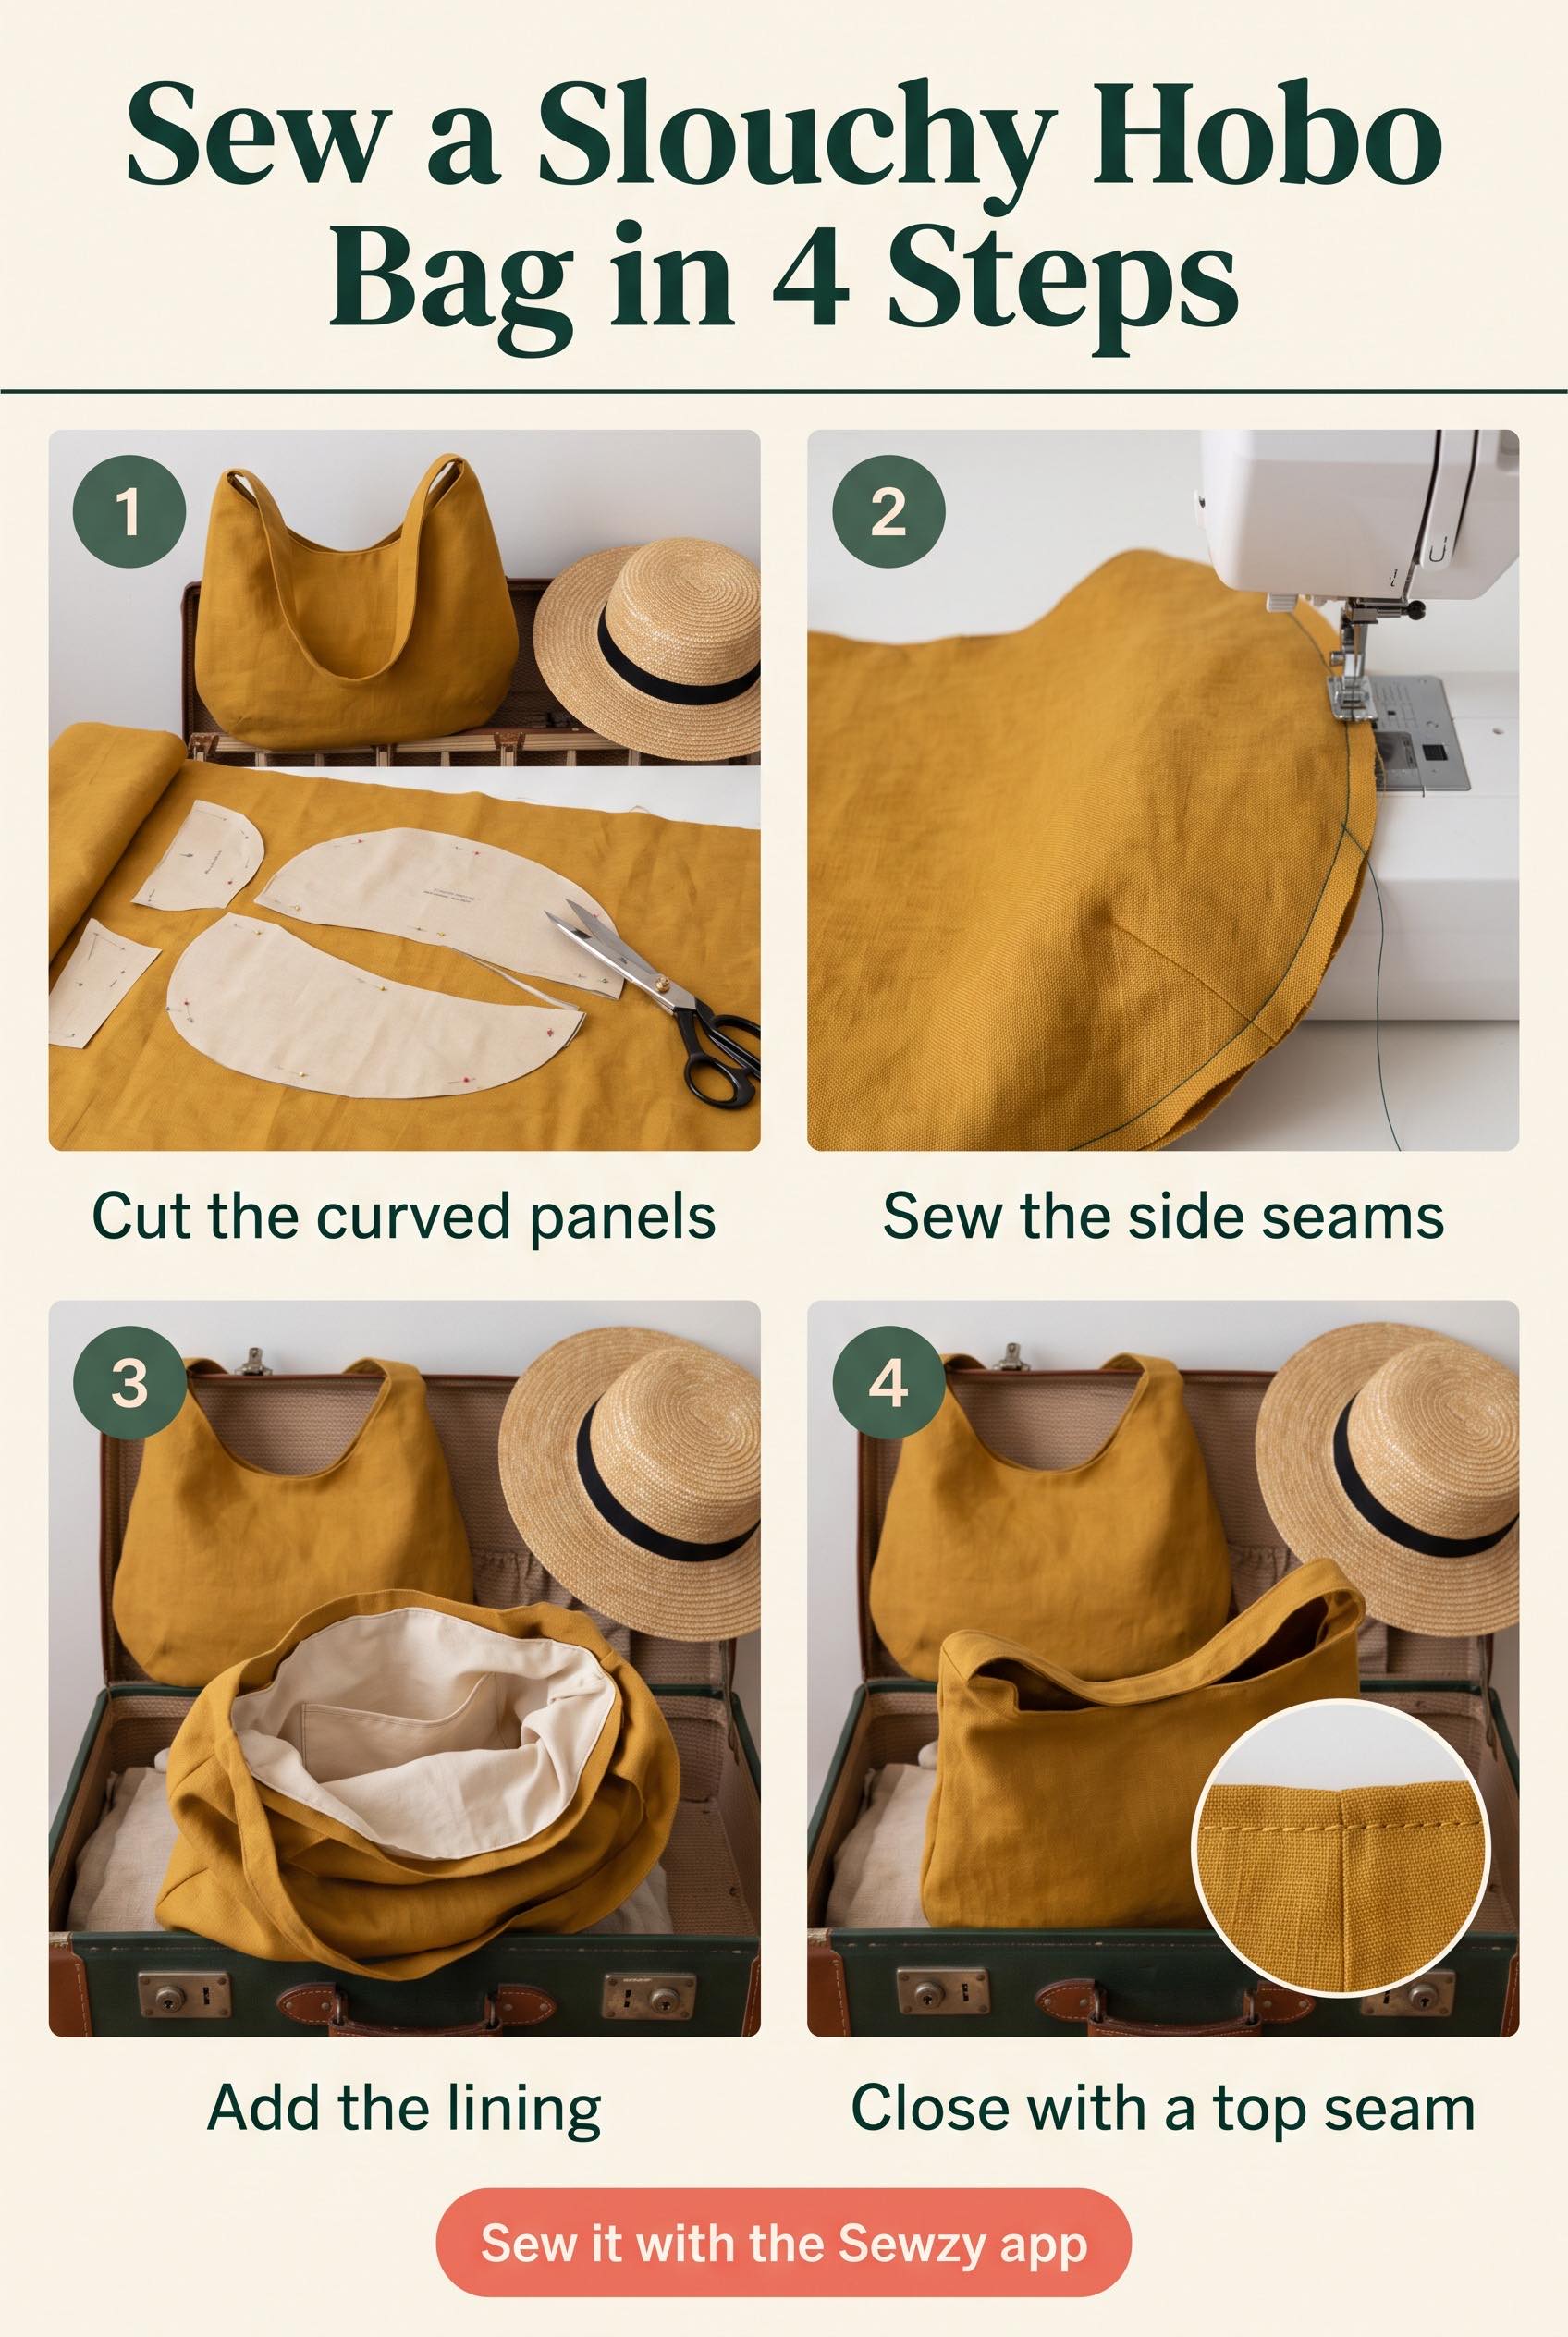 Sew a Slouchy Hobo
Bag in 4 Steps
1
2
Cut the curved panels
Sew the side seams
3
4
Add the lining
Close with a top seam
Sew it with the Sewzy app